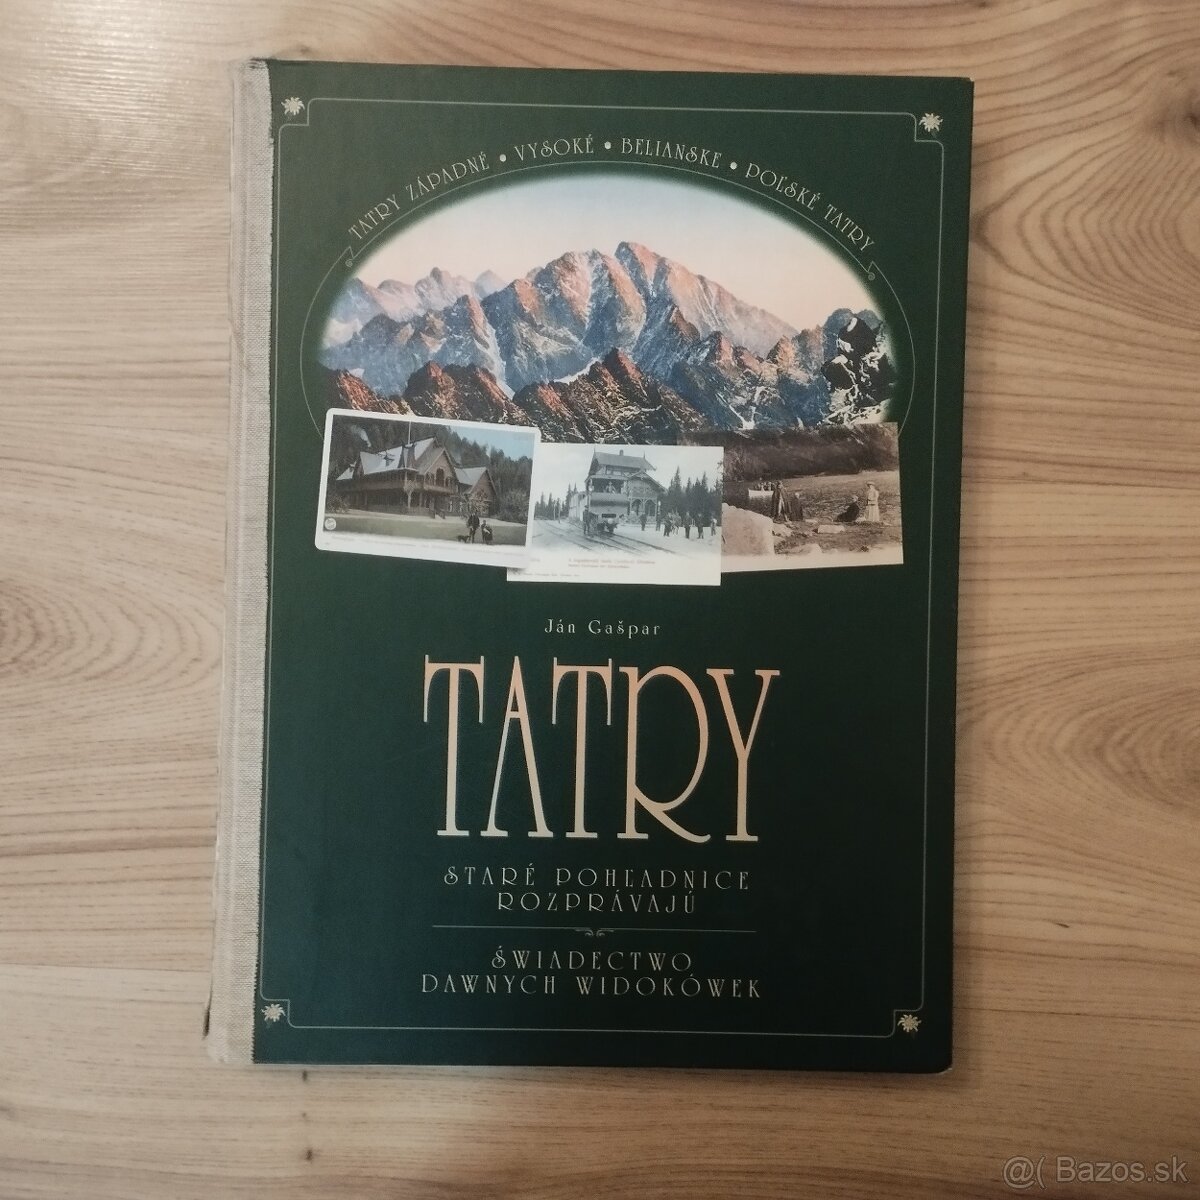 TATRY ZÁPADNÉ • VYSOKÉ • BELIANSKE • POĽSKÉ TATRY
Ján Gašpar
TATRY
STARÉ POHĽADNICE
ROZPRÁVAJÚ
ŚWIADECTWO
DAWNYCH WIDOKÓWEK
@( Bazos.sk